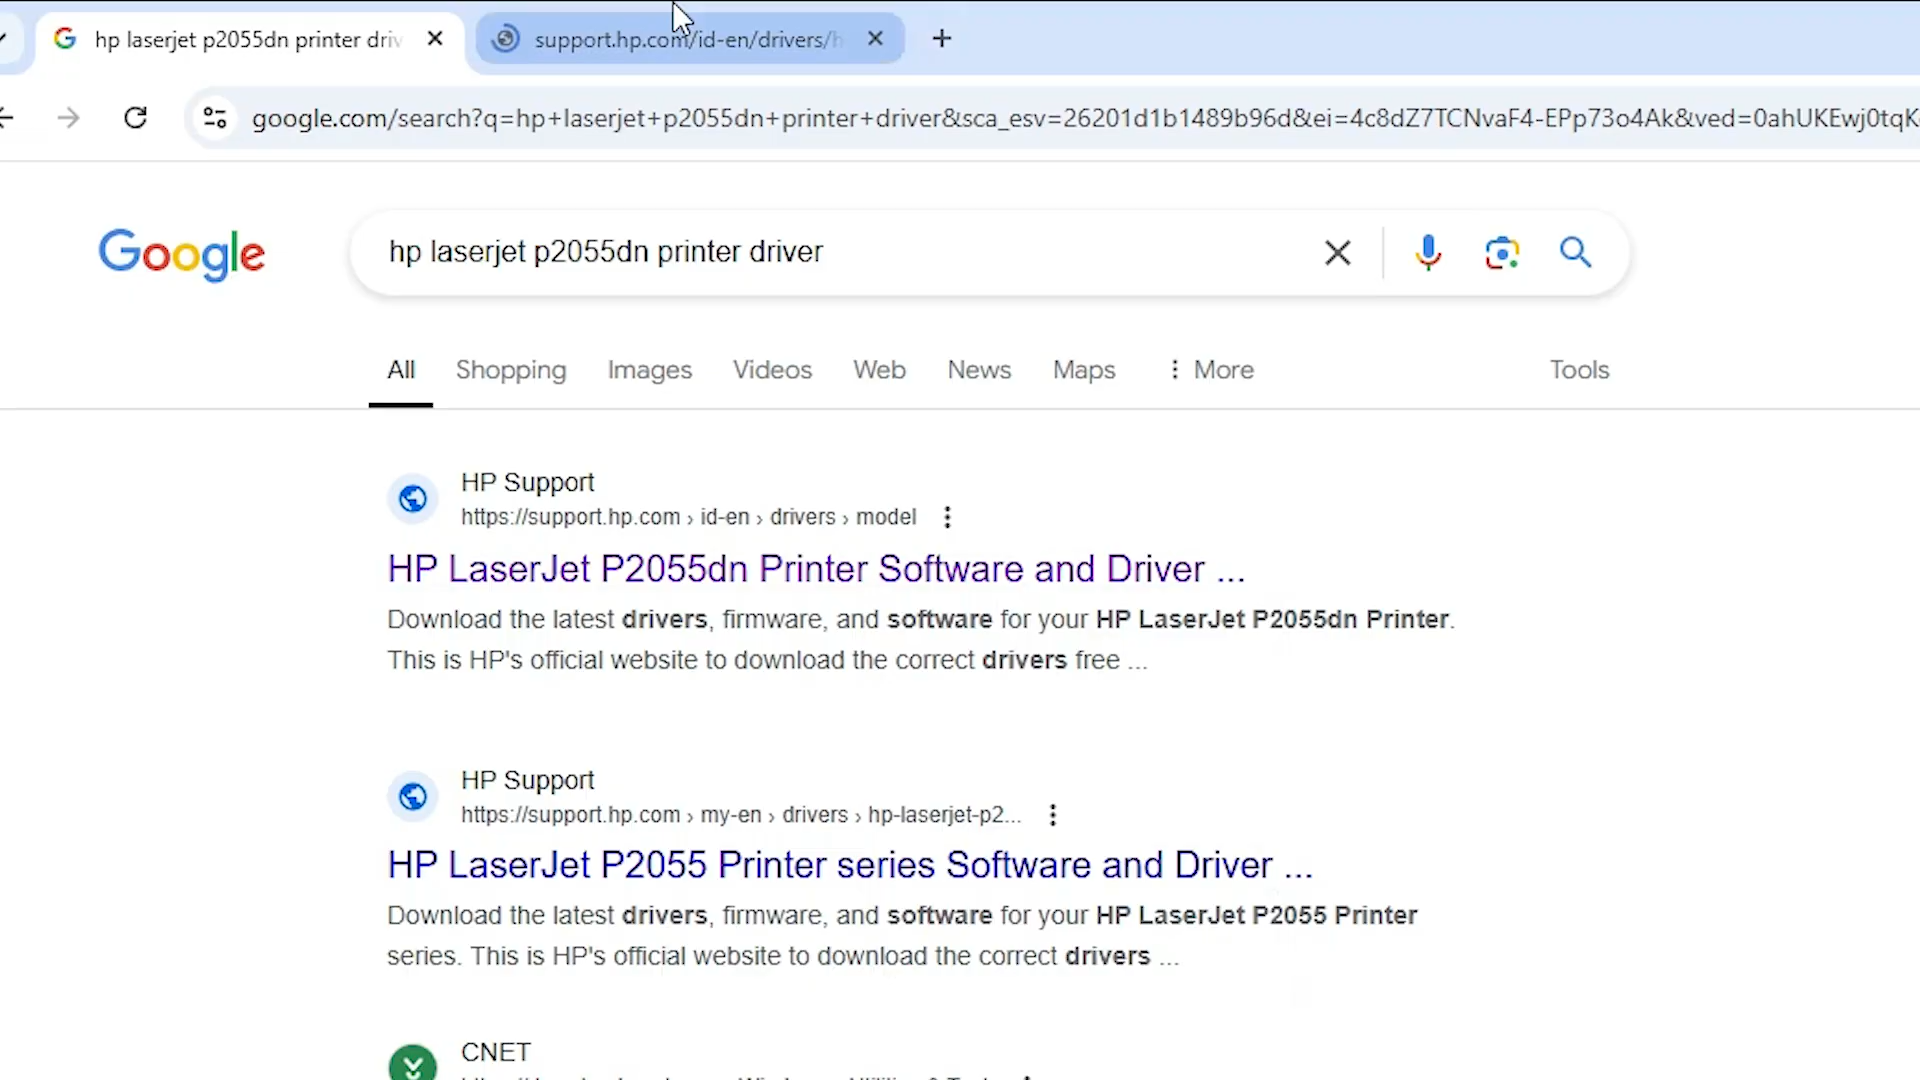 hp laserjet p2055dn printer driv
support.hp.com/id-en/drivers/h
google.com/search?q=hp+laserjet+p2055dn+printer+driver&sca_esv=26201d1b1489b96d&ei=4c8dZ7TCNvaF4-EPp73o4Ak&ved=0ahUKEwj0tqK
Google
hp laserjet p2055dn printer driver
All Shopping Images Videos Web News Maps More Tools
HP Support
https://support.hp.com › id-en › drivers › model
HP LaserJet P2055dn Printer Software and Driver ...
Download the latest drivers, firmware, and software for your HP LaserJet P2055dn Printer.
This is HP's official website to download the correct drivers free ...
HP Support
https://support.hp.com › my-en › drivers › hp-laserjet-p2...
HP LaserJet P2055 Printer series Software and Driver ...
Download the latest drivers, firmware, and software for your HP LaserJet P2055 Printer
series. This is HP's official website to download the correct drivers ...
CNET